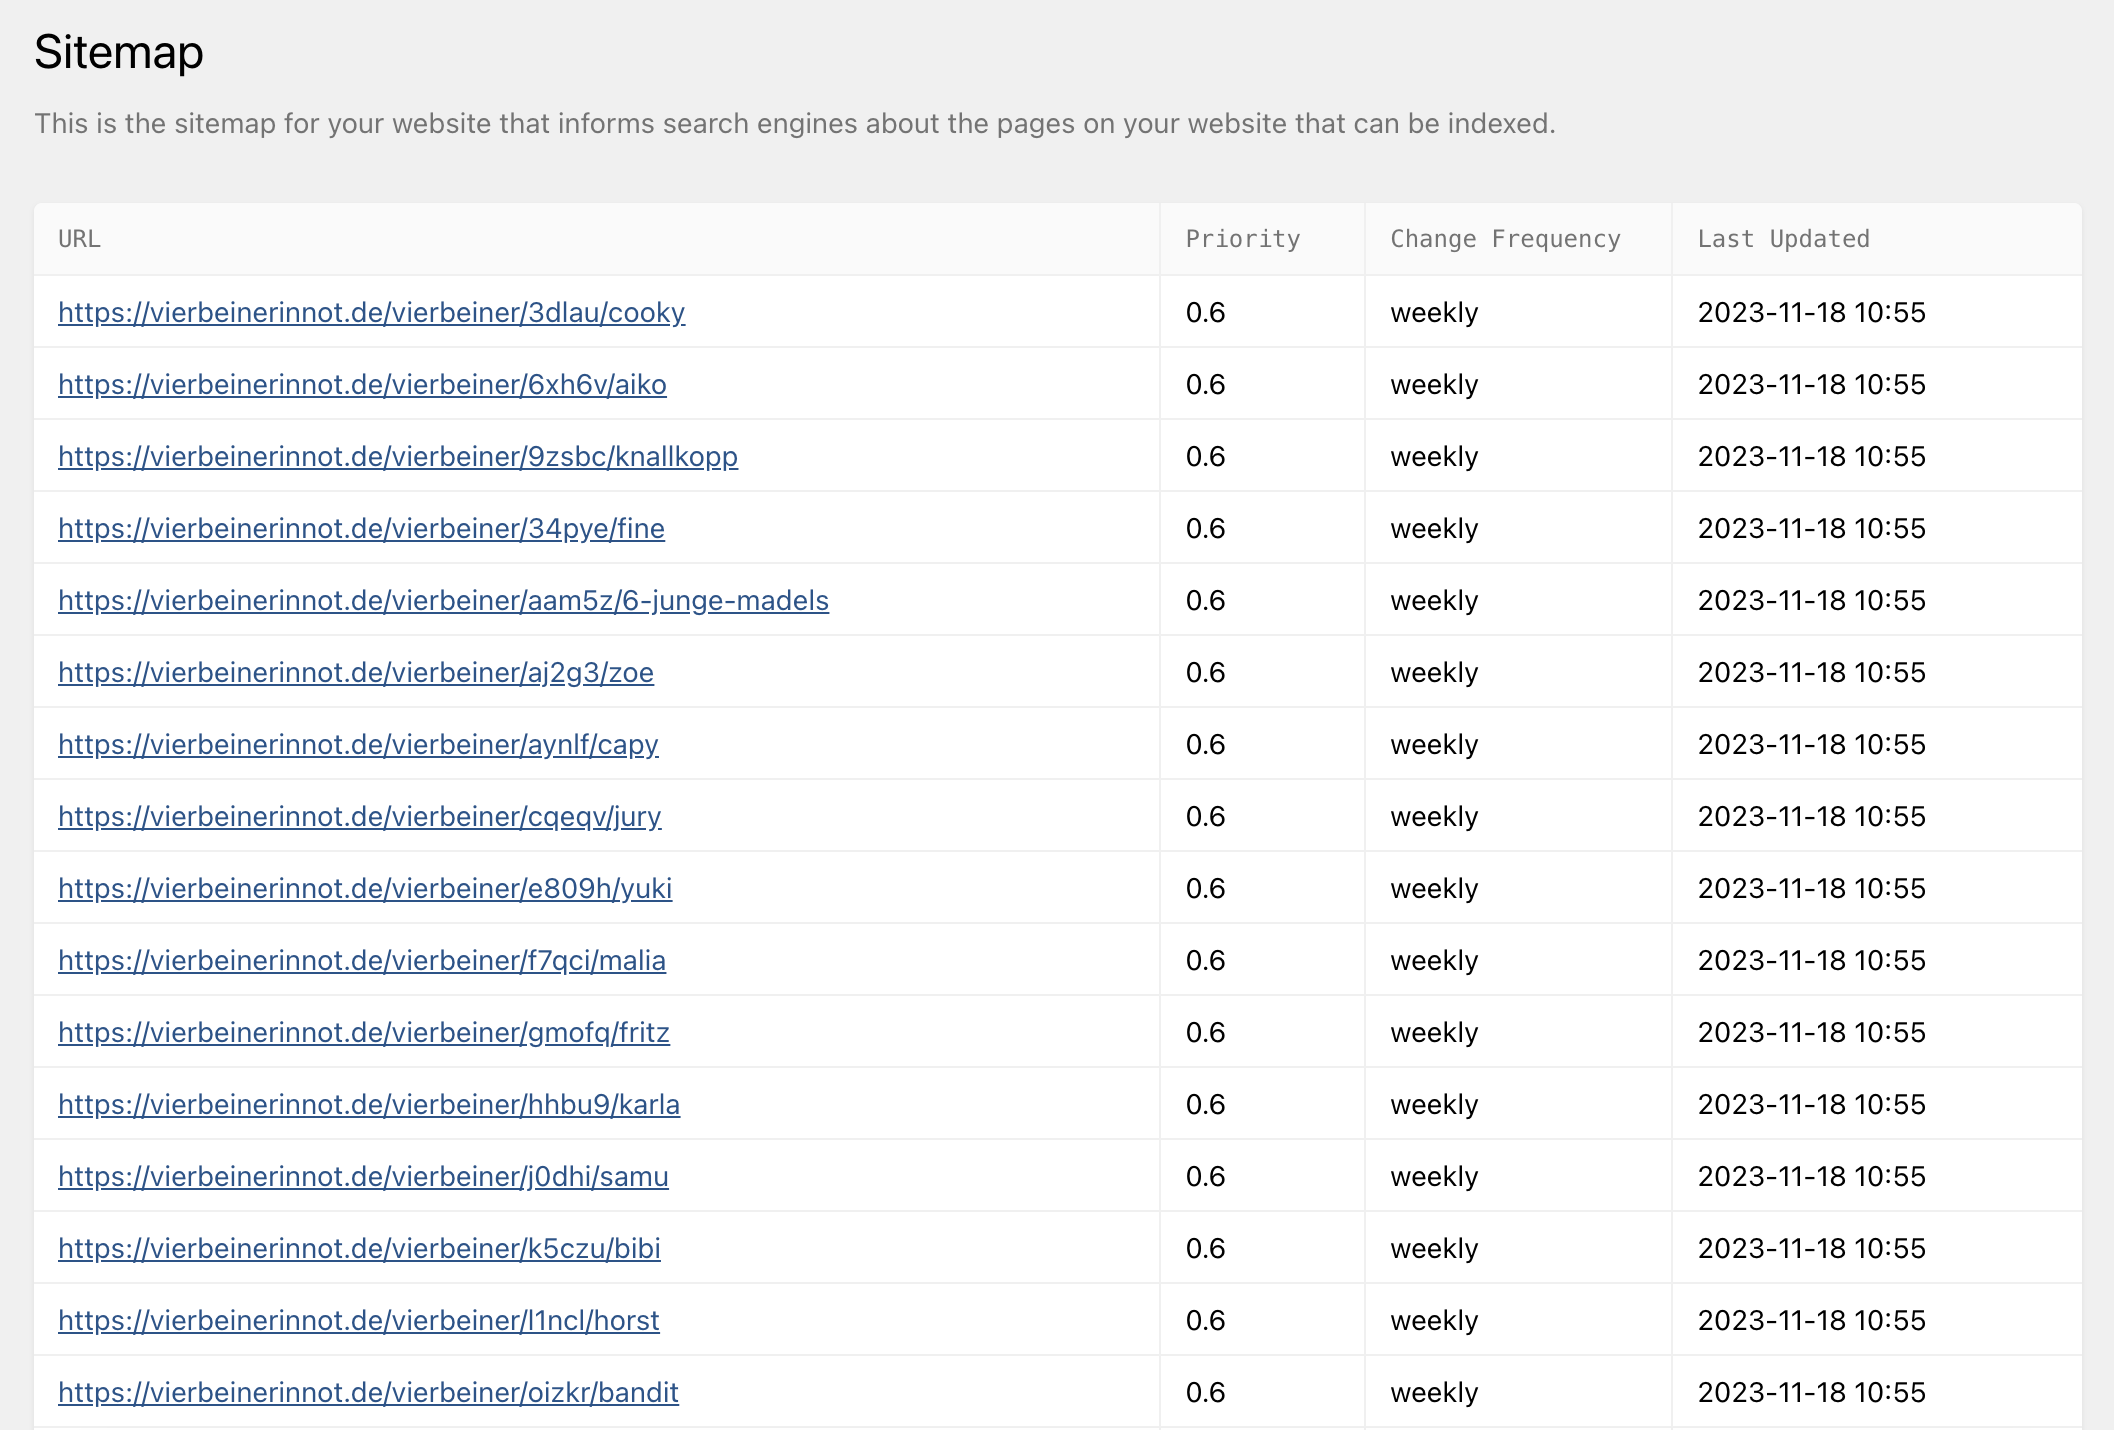 Sitemap
This is the sitemap for your website that informs search engines about the pages on your website that can be indexed.
URL Priority Change Frequency Last Updated
https://vierbeinerinnot.de/vierbeiner/3dlau/cooky 0.6 weekly 2023-11-18 10:55
https://vierbeinerinnot.de/vierbeiner/6xh6v/aiko 0.6 weekly 2023-11-18 10:55
https://vierbeinerinnot.de/vierbeiner/9zsbc/knallkopp 0.6 weekly 2023-11-18 10:55
https://vierbeinerinnot.de/vierbeiner/34pye/fine 0.6 weekly 2023-11-18 10:55
https://vierbeinerinnot.de/vierbeiner/aam5z/6-junge-madels 0.6 weekly 2023-11-18 10:55
https://vierbeinerinnot.de/vierbeiner/aj2g3/zoe 0.6 weekly 2023-11-18 10:55
https://vierbeinerinnot.de/vierbeiner/aynlf/capy 0.6 weekly 2023-11-18 10:55
https://vierbeinerinnot.de/vierbeiner/cqeqv/jury 0.6 weekly 2023-11-18 10:55
https://vierbeinerinnot.de/vierbeiner/e809h/yuki 0.6 weekly 2023-11-18 10:55
https://vierbeinerinnot.de/vierbeiner/f7qci/malia 0.6 weekly 2023-11-18 10:55
https://vierbeinerinnot.de/vierbeiner/gmofq/fritz 0.6 weekly 2023-11-18 10:55
https://vierbeinerinnot.de/vierbeiner/hhbu9/karla 0.6 weekly 2023-11-18 10:55
https://vierbeinerinnot.de/vierbeiner/j0dhi/samu 0.6 weekly 2023-11-18 10:55
https://vierbeinerinnot.de/vierbeiner/k5czu/bibi 0.6 weekly 2023-11-18 10:55
https://vierbeinerinnot.de/vierbeiner/l1ncl/horst 0.6 weekly 2023-11-18 10:55
https://vierbeinerinnot.de/vierbeiner/oizkr/bandit 0.6 weekly 2023-11-18 10:55